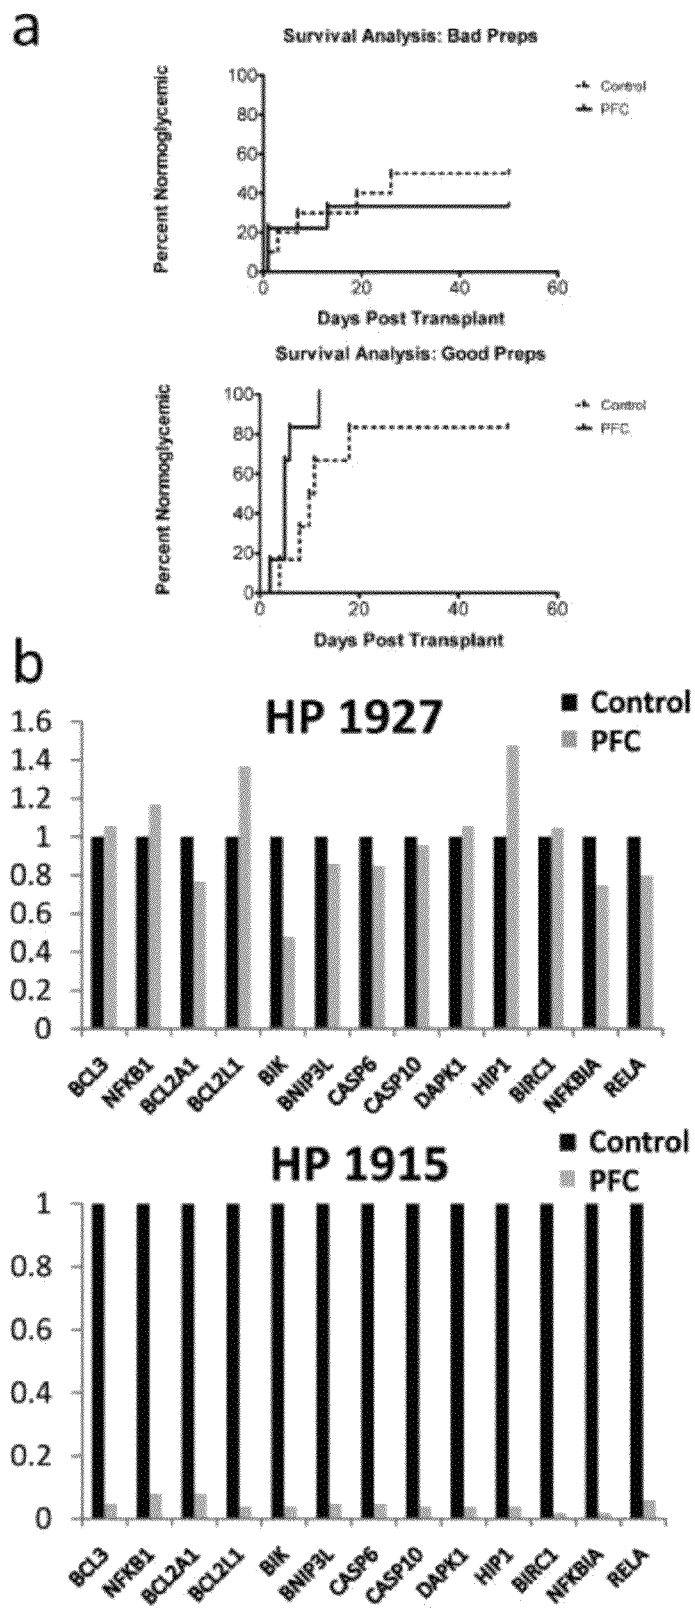 a
Survival Analysis: Bad Preps
Percent Normoglycemic
100
80
60
40
20
0
0 20 40 60
Days Post Transplant
Control
PFC
Survival Analysis: Good Preps
Percent Normoglycemic
100
80
60
40
20
0
0 20 40 60
Days Post Transplant
Control
PFC
b
HP 1927
Control
PFC
1.6
1.4
1.2
1
0.8
0.6
0.4
0.2
0
BCL3 NFKB1 BCL2A1 BCL2L1 BIK BNIP3L CASP6 CASP10 DAPK1 HIP1 BIRC1 NFKBIA RELA
HP 1915
Control
PFC
1
0.8
0.6
0.4
0.2
0
BCL3 NFKB1 BCL2A1 BCL2L1 BIK BNIP3L CASP6 CASP10 DAPK1 HIP1 BIRC1 NFKBIA RELA